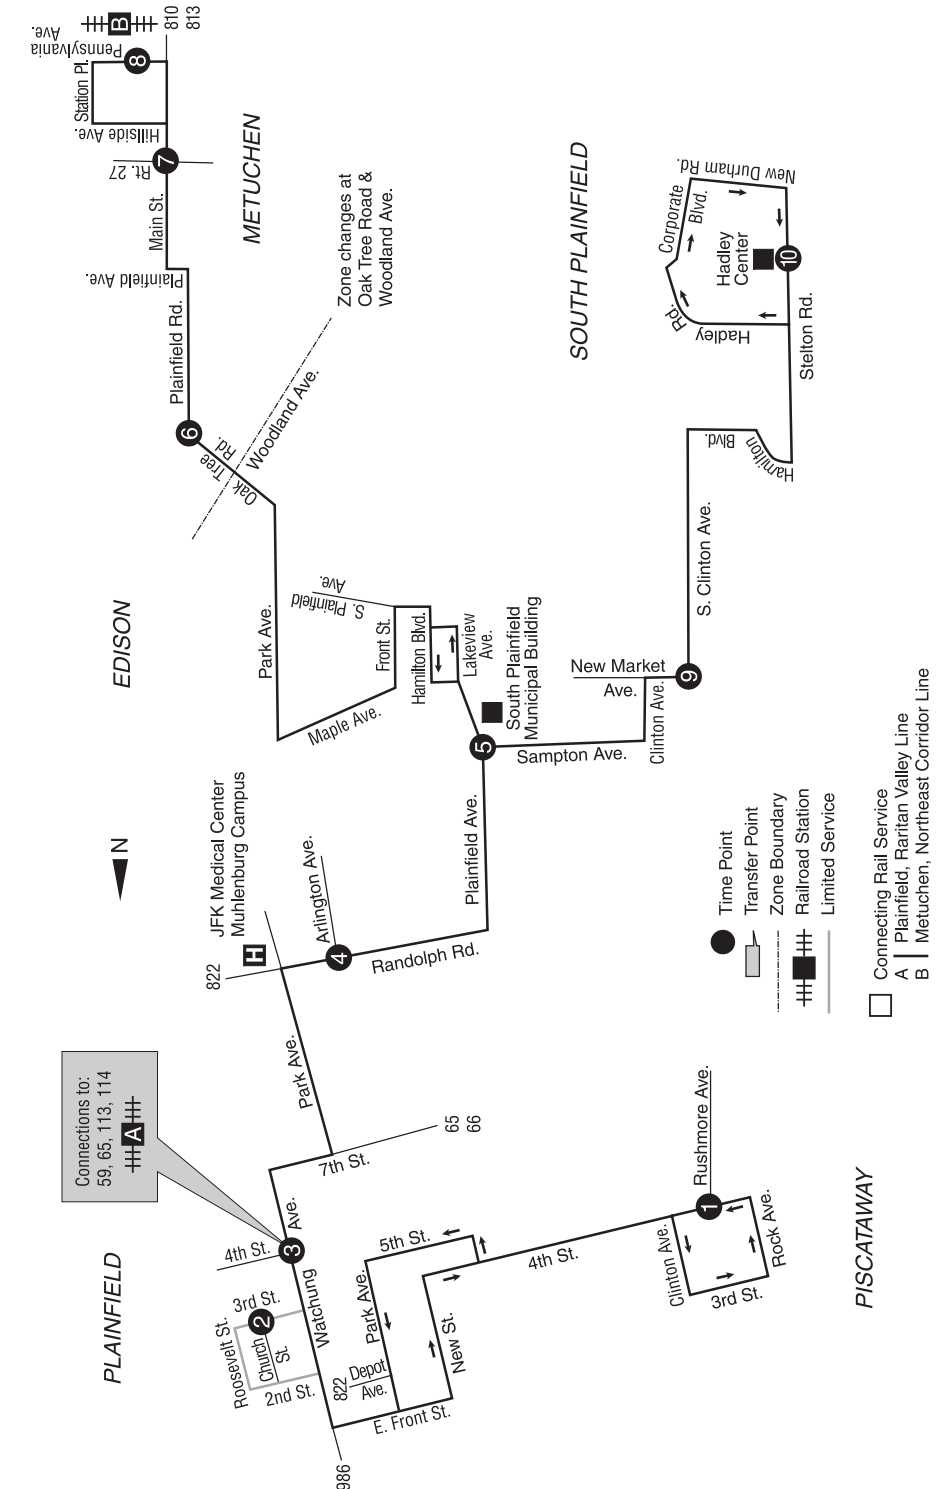 PLAINFIELD
Connections to:
59, 65, 113, 114
A
4th St.
3rd St.
Roosevelt St.
2
Church
St.
2nd St.
3
Watchung
Ave.
7th St.
65
66
986
822
Depot
Ave.
E. Front St.
Park Ave.
5th St.
New St.
4th St.
Clinton Ave.
3rd St.
Rock Ave.
1
Rushmore Ave.
PISCATAWAY
Park Ave.
822
H
JFK Medical Center
Muhlenburg Campus
N
4
Arlington Ave.
Randolph Rd.
Plainfield Ave.
5
South Plainfield
Municipal Building
Sampton Ave.
Clinton Ave.
New Market
Ave.
9
S. Clinton Ave.
Hamilton
Blvd.
Stelton Rd.
10
Hadley
Center
Hadley
Rd.
Corporate
Blvd.
New Durham Rd.
SOUTH PLAINFIELD
Lakeview
Ave.
Hamilton Blvd.
Front St.
S. Plainfield
Ave.
Maple Ave.
Park Ave.
EDISON
Oak
Tree
Rd.
Woodland Ave.
Zone changes at
Oak Tree Road &
Woodland Ave.
6
Plainfield Rd.
Plainfield Ave.
Main St.
METUCHEN
Rt. 27
7
Hillside Ave.
Station Pl.
8
Pennsylvania
Ave.
B
810
813
Time Point
Transfer Point
Zone Boundary
Railroad Station
Limited Service
Connecting Rail Service
A Plainfield, Raritan Valley Line
B Metuchen, Northeast Corridor Line